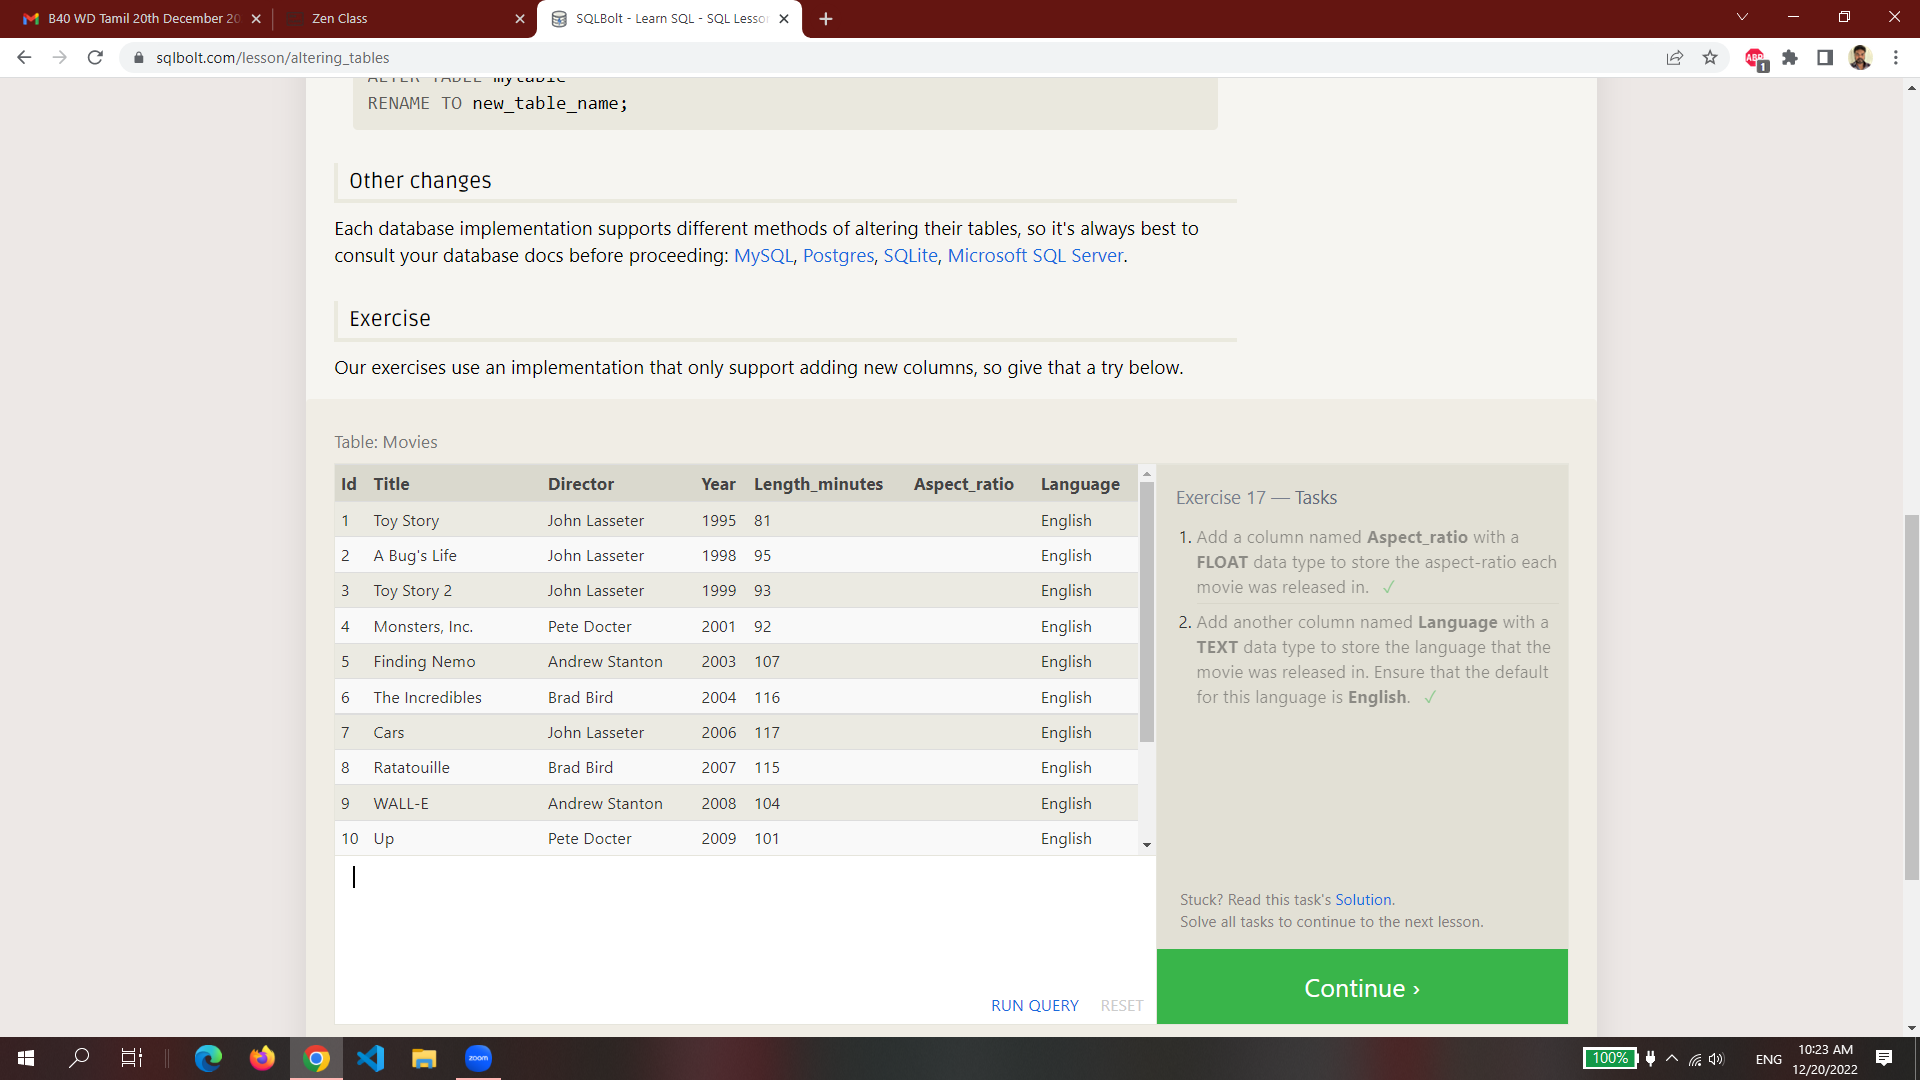 B40 WD Tamil 20th December 20
Zen Class
SQLBolt - Learn SQL - SQL Lesso
sqlbolt.com/lesson/altering_tables
ABP
1
ALTER TABLE mytable
RENAME TO new_table_name;
Other changes
Each database implementation supports different methods of altering their tables, so it's always best to
consult your database docs before proceeding: MySQL, Postgres, SQLite, Microsoft SQL Server.
Exercise
Our exercises use an implementation that only support adding new columns, so give that a try below.
Table: Movies
Id Title Director Year Length_minutes Aspect_ratio Language
1 Toy Story John Lasseter 1995 81 English
2 A Bug's Life John Lasseter 1998 95 English
3 Toy Story 2 John Lasseter 1999 93 English
4 Monsters, Inc. Pete Docter 2001 92 English
5 Finding Nemo Andrew Stanton 2003 107 English
6 The Incredibles Brad Bird 2004 116 English
7 Cars John Lasseter 2006 117 English
8 Ratatouille Brad Bird 2007 115 English
9 WALL-E Andrew Stanton 2008 104 English
10 Up Pete Docter 2009 101 English
RUN QUERY RESET
Exercise 17 — Tasks
1. Add a column named Aspect_ratio with a
FLOAT data type to store the aspect-ratio each
movie was released in. ✓
2. Add another column named Language with a
TEXT data type to store the language that the
movie was released in. Ensure that the default
for this language is English. ✓
Stuck? Read this task's Solution.
Solve all tasks to continue to the next lesson.
Continue ›
zoom
100%
ENG
10:23 AM
12/20/2022